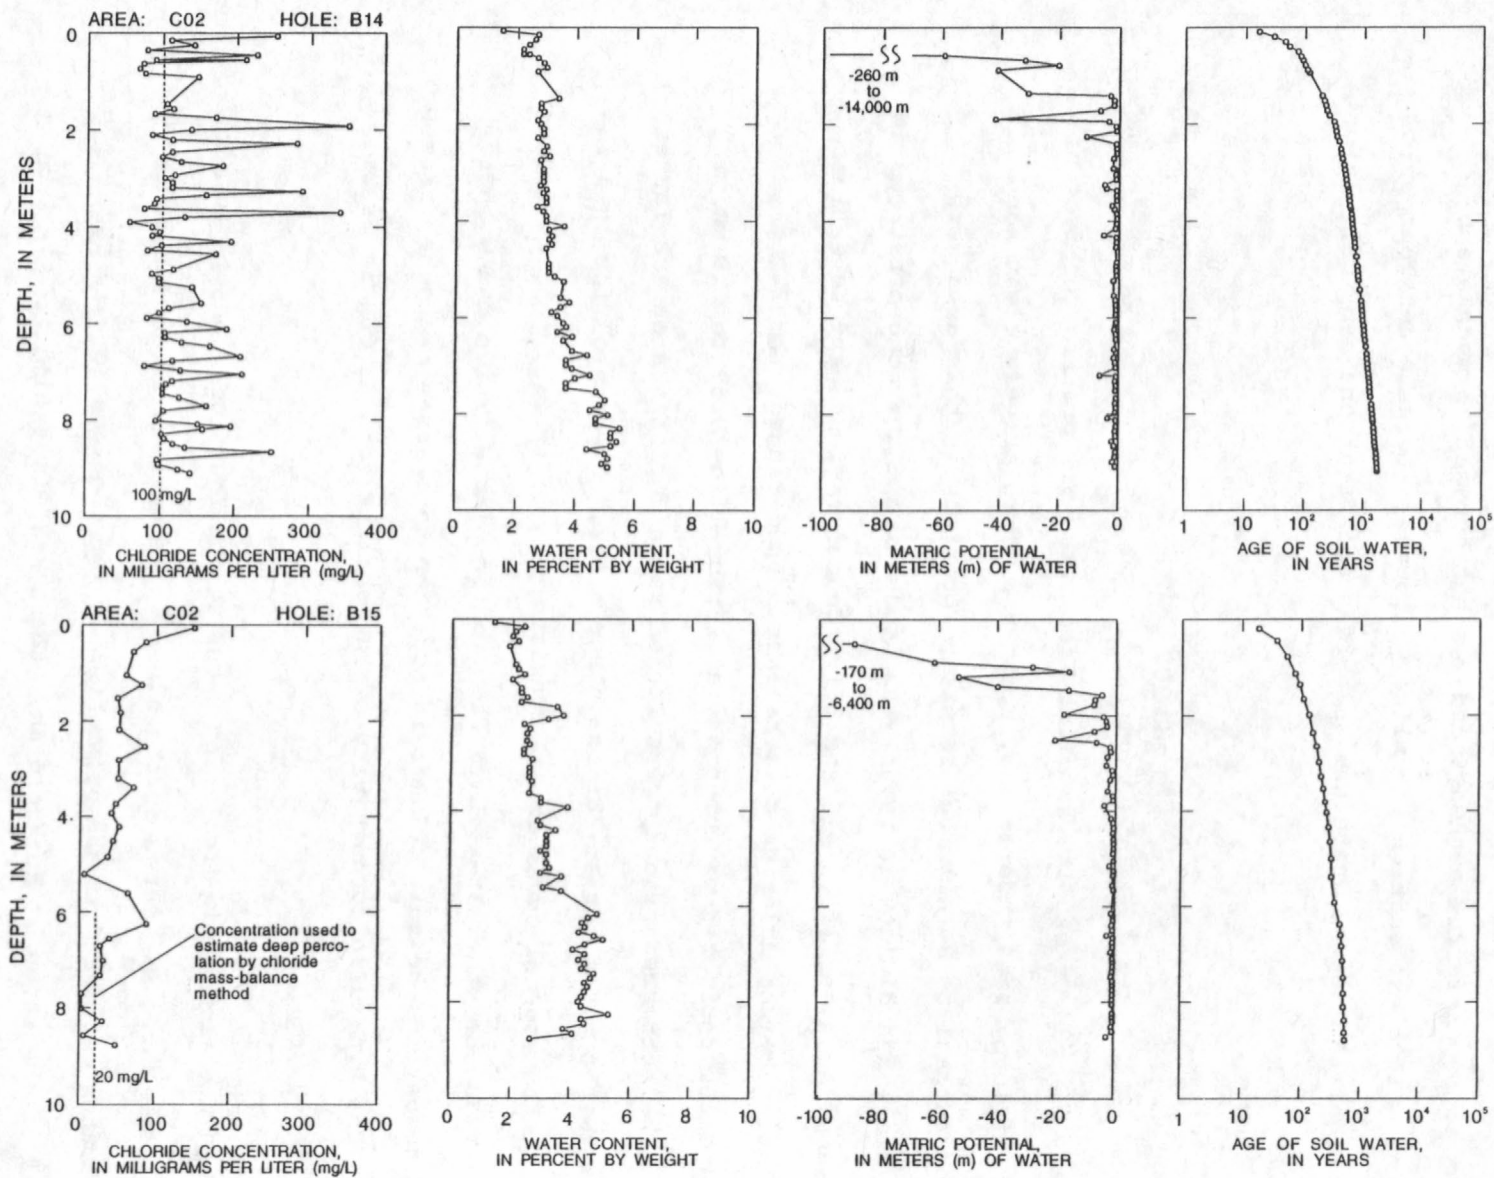 AREA: C02 HOLE: B14
0
2
4
6
8
10
DEPTH, IN METERS
100 mg/L
0 100 200 300 400
CHLORIDE CONCENTRATION,
IN MILLIGRAMS PER LITER (mg/L)
0 2 4 6 8 10
WATER CONTENT,
IN PERCENT BY WEIGHT
-260 m
to
-14,000 m
-100 -80 -60 -40 -20 0
MATRIC POTENTIAL,
IN METERS (m) OF WATER
1 10 10² 10³ 10⁴ 10⁵
AGE OF SOIL WATER,
IN YEARS
AREA: C02 HOLE: B15
0
2
4
6
8
10
DEPTH, IN METERS
Concentration used to
estimate deep perco-
lation by chloride
mass-balance
method
20 mg/L
0 100 200 300 400
CHLORIDE CONCENTRATION,
IN MILLIGRAMS PER LITER (mg/L)
0 2 4 6 8 10
WATER CONTENT,
IN PERCENT BY WEIGHT
-170 m
to
-6,400 m
-100 -80 -60 -40 -20 0
MATRIC POTENTIAL,
IN METERS (m) OF WATER
1 10 10² 10³ 10⁴ 10⁵
AGE OF SOIL WATER,
IN YEARS